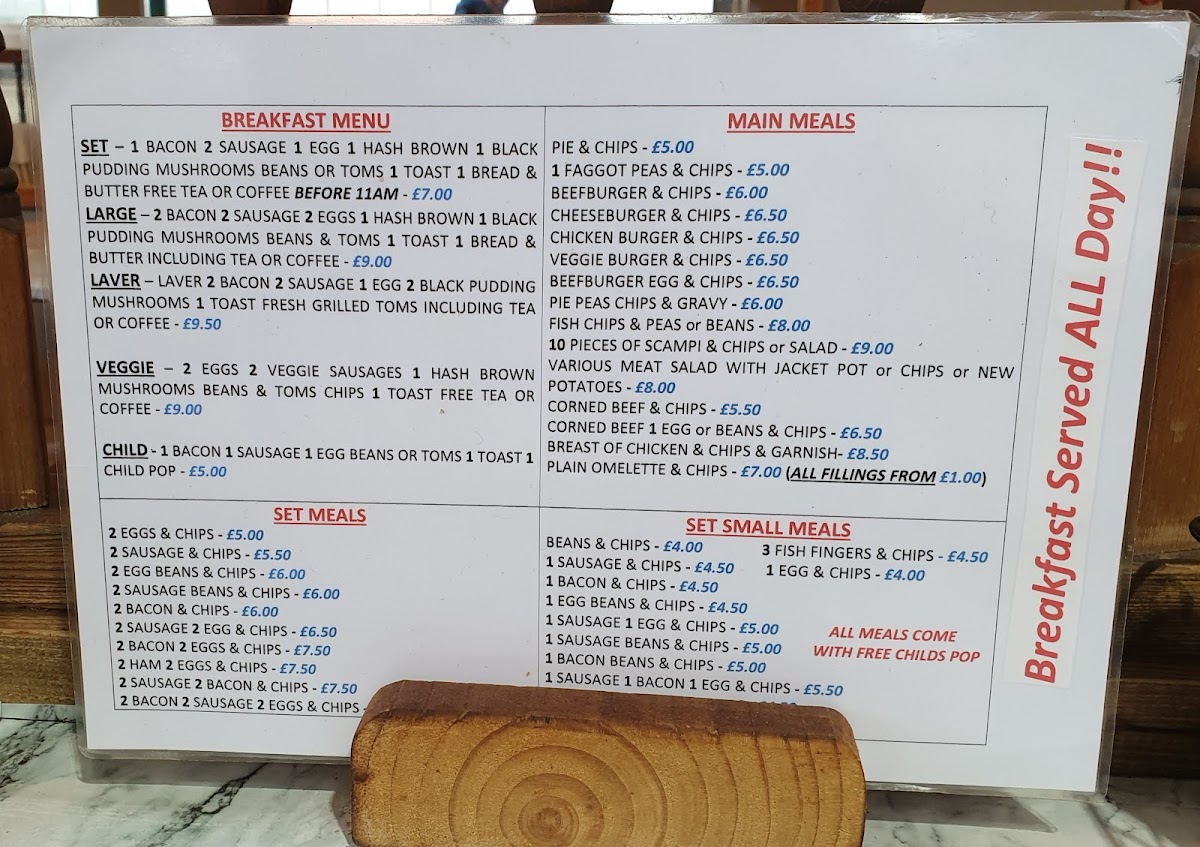 BREAKFAST MENU
SET – 1 BACON 2 SAUSAGE 1 EGG 1 HASH BROWN 1 BLACK
PUDDING MUSHROOMS BEANS OR TOMS 1 TOAST 1 BREAD &
BUTTER FREE TEA OR COFFEE BEFORE 11AM - £7.00
LARGE – 2 BACON 2 SAUSAGE 2 EGGS 1 HASH BROWN 1 BLACK
PUDDING MUSHROOMS BEANS & TOMS 1 TOAST 1 BREAD &
BUTTER INCLUDING TEA OR COFFEE - £9.00
LAVER – LAVER 2 BACON 2 SAUSAGE 1 EGG 2 BLACK PUDDING
MUSHROOMS 1 TOAST FRESH GRILLED TOMS INCLUDING TEA
OR COFFEE - £9.50
VEGGIE – 2 EGGS 2 VEGGIE SAUSAGES 1 HASH BROWN
MUSHROOMS BEANS & TOMS CHIPS 1 TOAST FREE TEA OR
COFFEE - £9.00
CHILD - 1 BACON 1 SAUSAGE 1 EGG BEANS OR TOMS 1 TOAST 1
CHILD POP - £5.00
MAIN MEALS
PIE & CHIPS - £5.00
1 FAGGOT PEAS & CHIPS - £5.00
BEEFBURGER & CHIPS - £6.00
CHEESEBURGER & CHIPS - £6.50
CHICKEN BURGER & CHIPS - £6.50
VEGGIE BURGER & CHIPS - £6.50
BEEFBURGER EGG & CHIPS - £6.50
PIE PEAS CHIPS & GRAVY - £6.00
FISH CHIPS & PEAS or BEANS - £8.00
10 PIECES OF SCAMPI & CHIPS or SALAD - £9.00
VARIOUS MEAT SALAD WITH JACKET POT or CHIPS or NEW
POTATOES - £8.00
CORNED BEEF & CHIPS - £5.50
CORNED BEEF 1 EGG or BEANS & CHIPS - £6.50
BREAST OF CHICKEN & CHIPS & GARNISH- £8.50
PLAIN OMELETTE & CHIPS - £7.00 (ALL FILLINGS FROM £1.00)
SET MEALS
2 EGGS & CHIPS - £5.00
2 SAUSAGE & CHIPS - £5.50
2 EGG BEANS & CHIPS - £6.00
2 SAUSAGE BEANS & CHIPS - £6.00
2 BACON & CHIPS - £6.00
2 SAUSAGE 2 EGG & CHIPS - £6.50
2 BACON 2 EGGS & CHIPS - £7.50
2 HAM 2 EGGS & CHIPS - £7.50
2 SAUSAGE 2 BACON & CHIPS - £7.50
2 BACON 2 SAUSAGE 2 EGGS & CHIPS
SET SMALL MEALS
BEANS & CHIPS - £4.00
1 SAUSAGE & CHIPS - £4.50
1 BACON & CHIPS - £4.50
1 EGG BEANS & CHIPS - £4.50
1 SAUSAGE 1 EGG & CHIPS - £5.00
1 SAUSAGE BEANS & CHIPS - £5.00
1 BACON BEANS & CHIPS - £5.00
1 SAUSAGE 1 BACON 1 EGG & CHIPS - £5.50
3 FISH FINGERS & CHIPS - £4.50
1 EGG & CHIPS - £4.00
ALL MEALS COME
WITH FREE CHILDS POP
Breakfast Served ALL Day!!